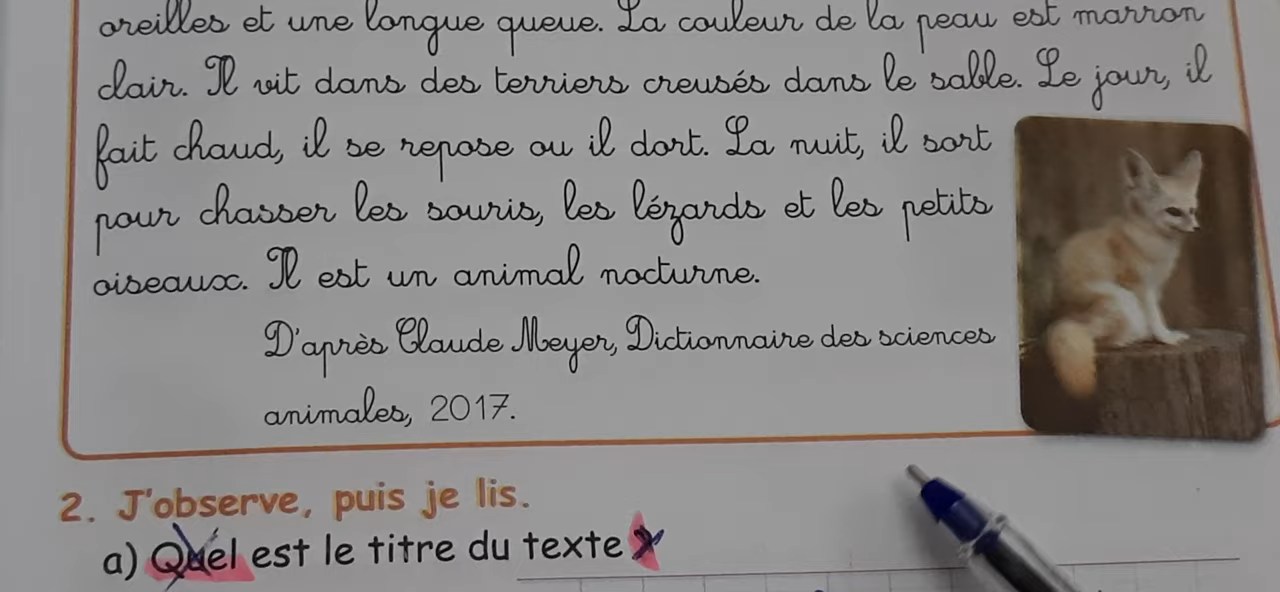 oreilles et une longue queue. La couleur de la peau est marron
clair. Il vit dans des terriers creusés dans le sable. Le jour, il
fait chaud, il se repose ou il dort. La nuit, il sort
pour chasser les souris, les lézards et les petits
oiseaux. Il est un animal nocturne.
D'après Claude Meyer, Dictionnaire des sciences
animales, 2017.
2. J'observe, puis je lis.
a) Quel est le titre du texte